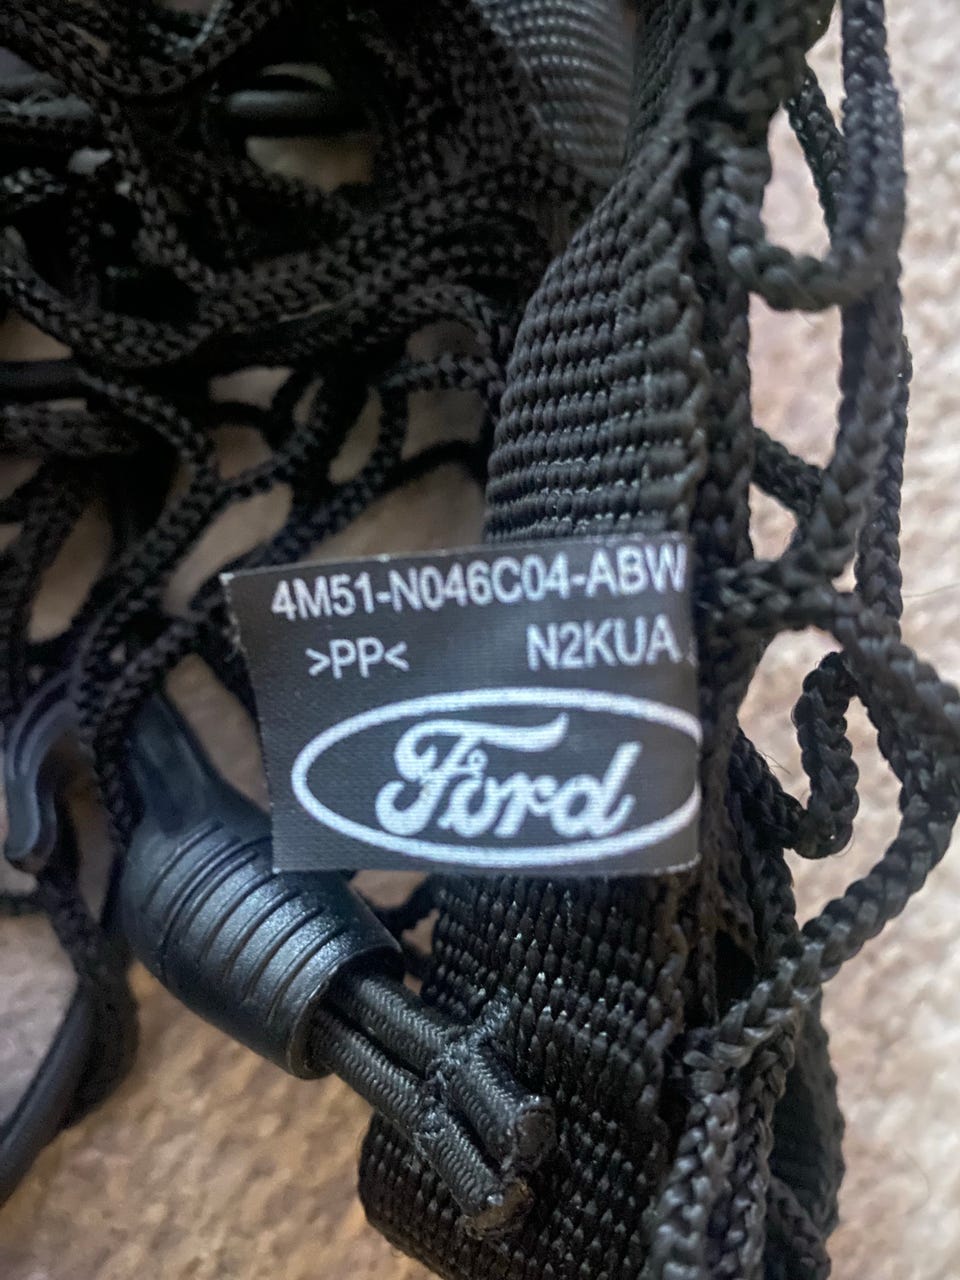 4M51-N046C04-ABW
>PP< N2KUA
Ford